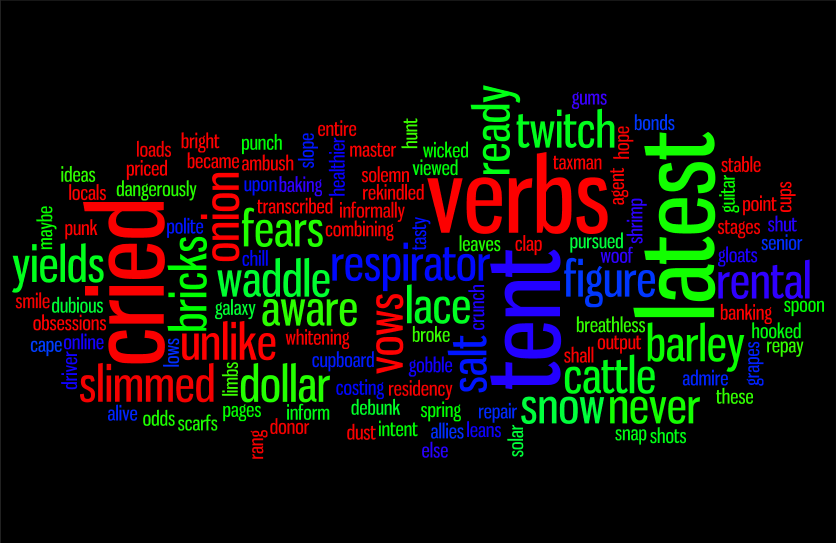 gums
ready
twitch
hunt
bonds
entire
bright
punch
slope
loads
became
ambush
healthier
master
wicked
verbs
taxman
hope
latest
priced
viewed
stable
ideas
locals
dangerously
onion
upon
baking
solemn
rekindled
agent
guitar
point
cups
cried
transcribed
informally
maybe
punk
polite
fears
combining
tasty
leaves
clap
pursued
shrimp
stages
shut
senior
yields
bricks
chill
waddle
respirator
tent
woof
figure
gloats
rental
smile
dubious
galaxy
aware
vows
lace
crunch
banking
spoon
obsessions
breathless
hooked
cape
online
lows
unlike
whitening
broke
salt
shall
output
barley
repay
driver
slimmed
limbs
dollar
cupboard
gobble
costing
residency
cattle
admire
grapes
these
alive
odds
scarfs
pages
inform
debunk
spring
repair
snow
never
rang
donor
dust
intent
allies
leans
solar
snap
shots
else